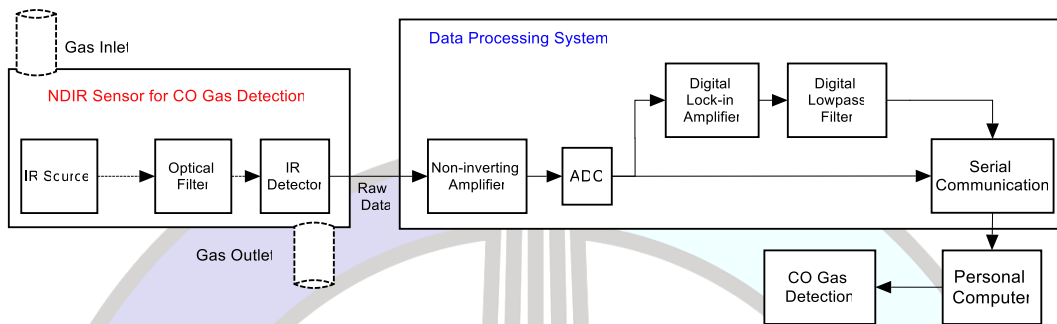 Gas Inlet
Data Processing System
NDIR Sensor for CO Gas Detection
IR Source
Optical
Filter
IR
Detector
Raw
Data
Non-inverting
Amplifier
ADC
Digital
Lock-in
Amplifier
Digital
Lowpass
Filter
Serial
Communication
Gas Outlet
CO Gas
Detection
Personal
Computer